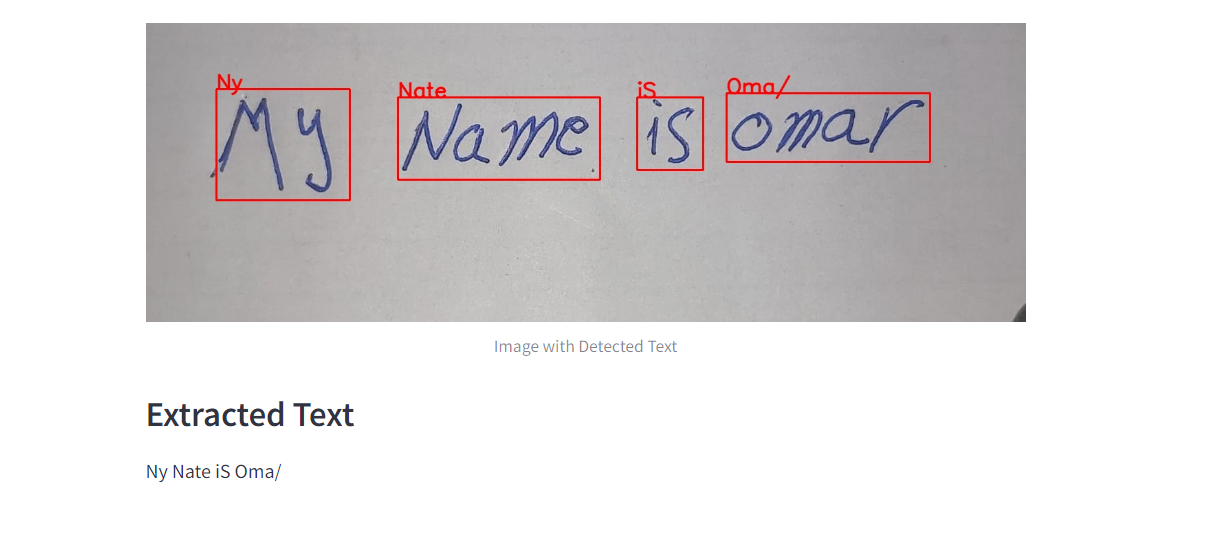 Ny Nate iS Oma/
My Name is omar
Image with Detected Text
Extracted Text
Ny Nate iS Oma/